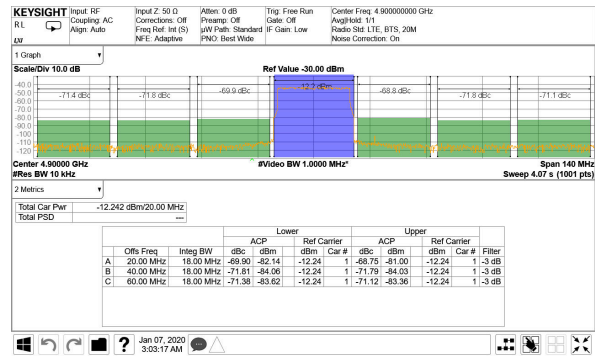 KEYSIGHT Input: RF Input Z: 50 Ω Atten: 0 dB Trig: Free Run Center Freq: 4.900000000 GHz
R L Coupling: AC Corrections: Off Preamp: Off Gate: Off Avg|Hold: 1/1
Align: Auto Freq Ref: Int (S) µW Path: Standard IF Gain: Low Radio Std: LTE, BTS, 20M
LXI NFE: Adaptive PNO: Best Wide Noise Correction: On
1 Graph
Scale/Div 10.0 dB Ref Value -30.00 dBm
-40.0
-50.0
-60.0
-70.0
-80.0
-90.0
-100
-110
-120
-71.4 dBc -71.8 dBc -69.9 dBc -12.2 dBm -68.8 dBc -71.8 dBc -71.1 dBc
Center 4.90000 GHz #Video BW 1.0000 MHz* Span 140 MHz
#Res BW 10 kHz Sweep 4.07 s (1001 pts)
2 Metrics
Total Car Pwr -12.242 dBm/20.00 MHz
Total PSD ---
Lower Upper
ACP Ref Carrier ACP Ref Carrier
Offs Freq Integ BW dBc dBm dBm Car # dBc dBm dBm Car # Filter
A 20.00 MHz 18.00 MHz -69.90 -82.14 -12.24 1 -68.75 -81.00 -12.24 1 -3 dB
B 40.00 MHz 18.00 MHz -71.81 -84.06 -12.24 1 -71.79 -84.03 -12.24 1 -3 dB
C 60.00 MHz 18.00 MHz -71.38 -83.62 -12.24 1 -71.12 -83.36 -12.24 1 -3 dB
? Jan 07, 2020
3:03:17 AM